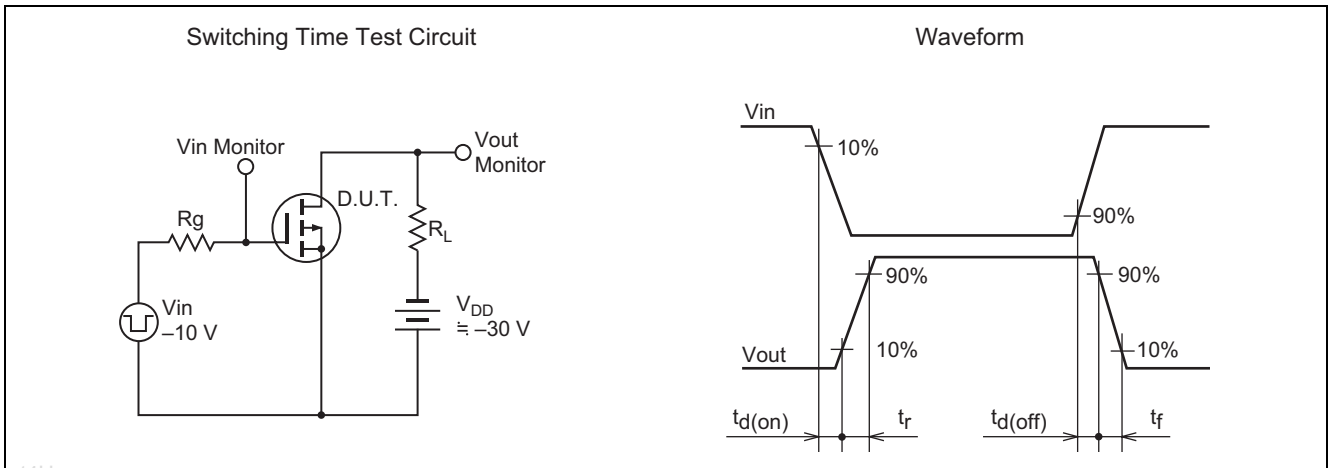 Switching Time Test Circuit
Vin Monitor
Vout
Monitor
D.U.T.
Rg
RL
Vin
–10 V
VDD
≒ –30 V
Waveform
Vin
10%
90%
90%
90%
Vout
10%
10%
td(on)
tr
td(off)
tf